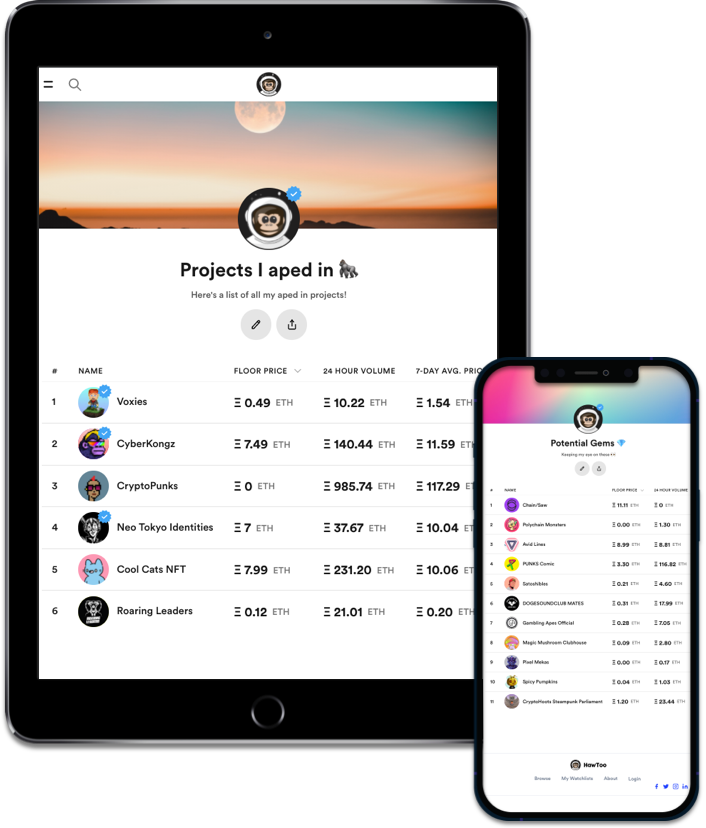 Projects I aped in 🦍
Here's a list of all my aped in projects!
# NAME FLOOR PRICE 24 HOUR VOLUME 7-DAY AVG. PRIC
1 Voxies Ξ 0.49 ETH Ξ 10.22 ETH Ξ 1.54 ETH
2 CyberKongz Ξ 7.49 ETH Ξ 140.44 ETH Ξ 11.59 ETH
3 CryptoPunks Ξ 0 ETH Ξ 985.74 ETH Ξ 117.29 ET
4 Neo Tokyo Identities Ξ 7 ETH Ξ 37.67 ETH Ξ 10.04 ET
5 Cool Cats NFT Ξ 7.99 ETH Ξ 231.20 ETH Ξ 10.06 ET
6 Roaring Leaders Ξ 0.12 ETH Ξ 21.01 ETH Ξ 0.20 ETH
Potential Gems 💎
Keeping my eye on these 👀
# NAME FLOOR PRICE 24 HOUR VOLUME
1 Chain/Saw Ξ 11.11 ETH Ξ 0 ETH
2 Polychain Monsters Ξ 0.00 ETH Ξ 1.30 ETH
3 Avid Lines Ξ 8.99 ETH Ξ 8.81 ETH
4 PUNKS Comic Ξ 3.30 ETH Ξ 116.82 ETH
5 Satoshibles Ξ 0.21 ETH Ξ 4.60 ETH
6 DOGESOUNDCLUB MATES Ξ 0.31 ETH Ξ 17.99 ETH
7 Gambling Apes Official Ξ 0.28 ETH Ξ 7.05 ETH
8 Magic Mushroom Clubhouse Ξ 0.09 ETH Ξ 2.80 ETH
9 Pixel Mekas Ξ 0.00 ETH Ξ 0.17 ETH
10 Spicy Pumpkins Ξ 0.04 ETH Ξ 1.03 ETH
11 CryptoHoots Steampunk Parliament Ξ 1.20 ETH Ξ 23.44 ETH
HawToo
Browse My Watchlists About Login